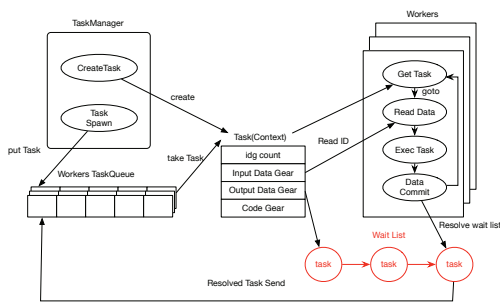 TaskManager
Workers
CreateTask
Get Task
goto
create
Task
Spawn
Read Data
Task(Context)
Read ID
put Task
take Task
idg count
Exec Task
Workers TaskQueue
Input Data Gear
Output Data Gear
Data
Commit
Code Gear
Resolve wait list
Wait List
task
task
task
Resolved Task Send